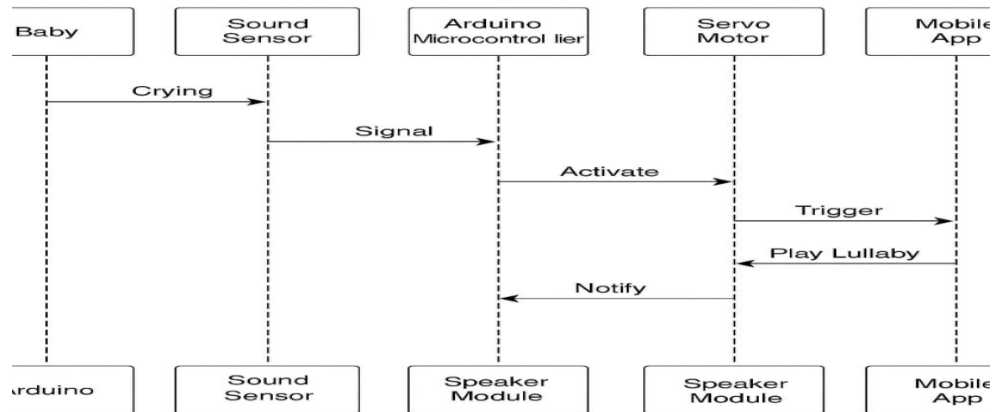 Baby
Sound
Sensor
Arduino
Microcontrol lier
Servo
Motor
Mobile
App
Crying
Signal
Activate
Trigger
Play Lullaby
Notify
Arduino
Sound
Sensor
Speaker
Module
Speaker
Module
Mobile
App